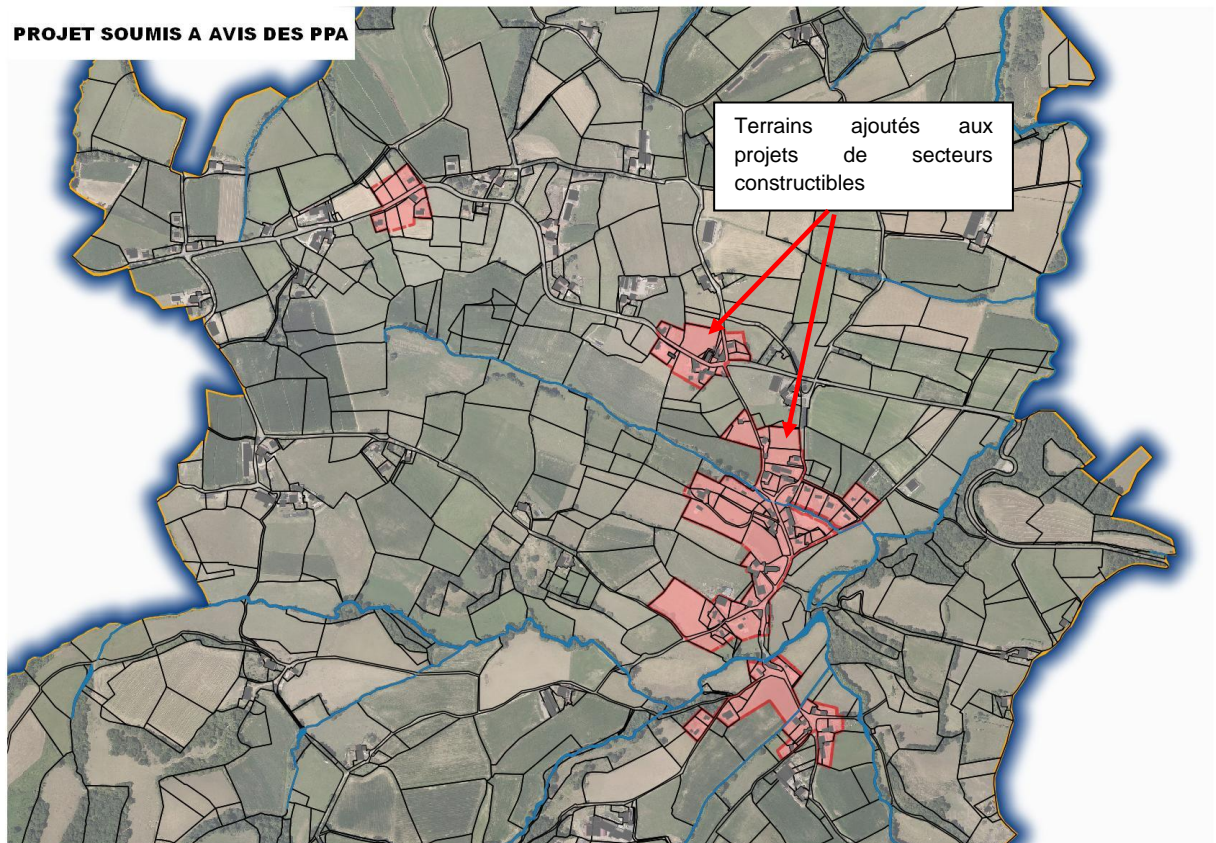 PROJET SOUMIS A AVIS DES PPA
Terrains ajoutés aux
projets de secteurs
constructibles